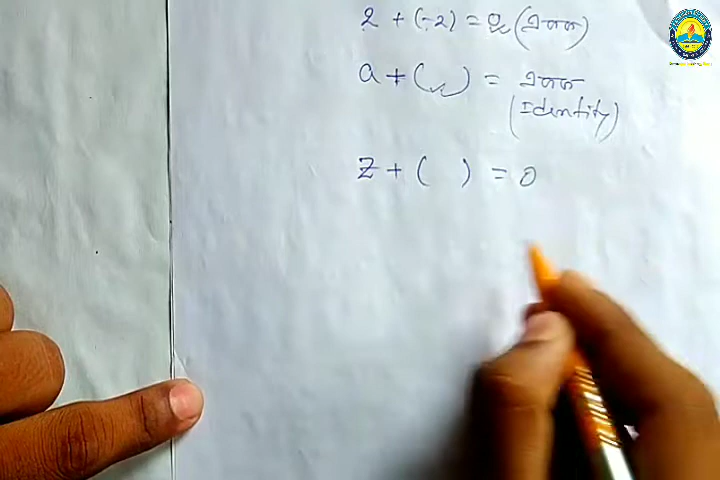 2 + (-2) = 0 (একক)
a + ( ) = একক
(Identity)
Z + ( ) = 0